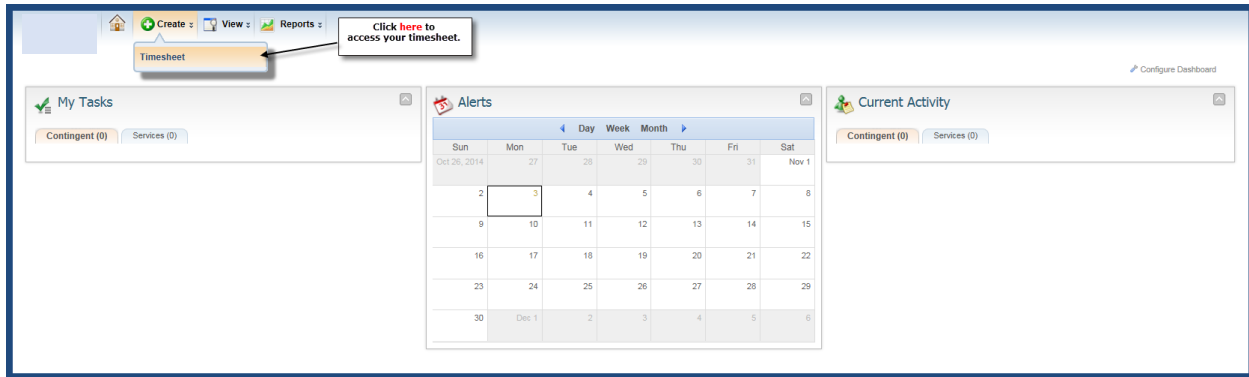 Create View Reports
Click here to
access your timesheet.
Timesheet
Configure Dashboard
My Tasks
Contingent (0) Services (0)
Alerts
Day Week Month
Sun Mon Tue Wed Thu Fri Sat
Oct 26, 2014 27 28 29 30 31 Nov 1
2 3 4 5 6 7 8
9 10 11 12 13 14 15
16 17 18 19 20 21 22
23 24 25 26 27 28 29
30 Dec 1 2 3 4 5 6
Current Activity
Contingent (0) Services (0)